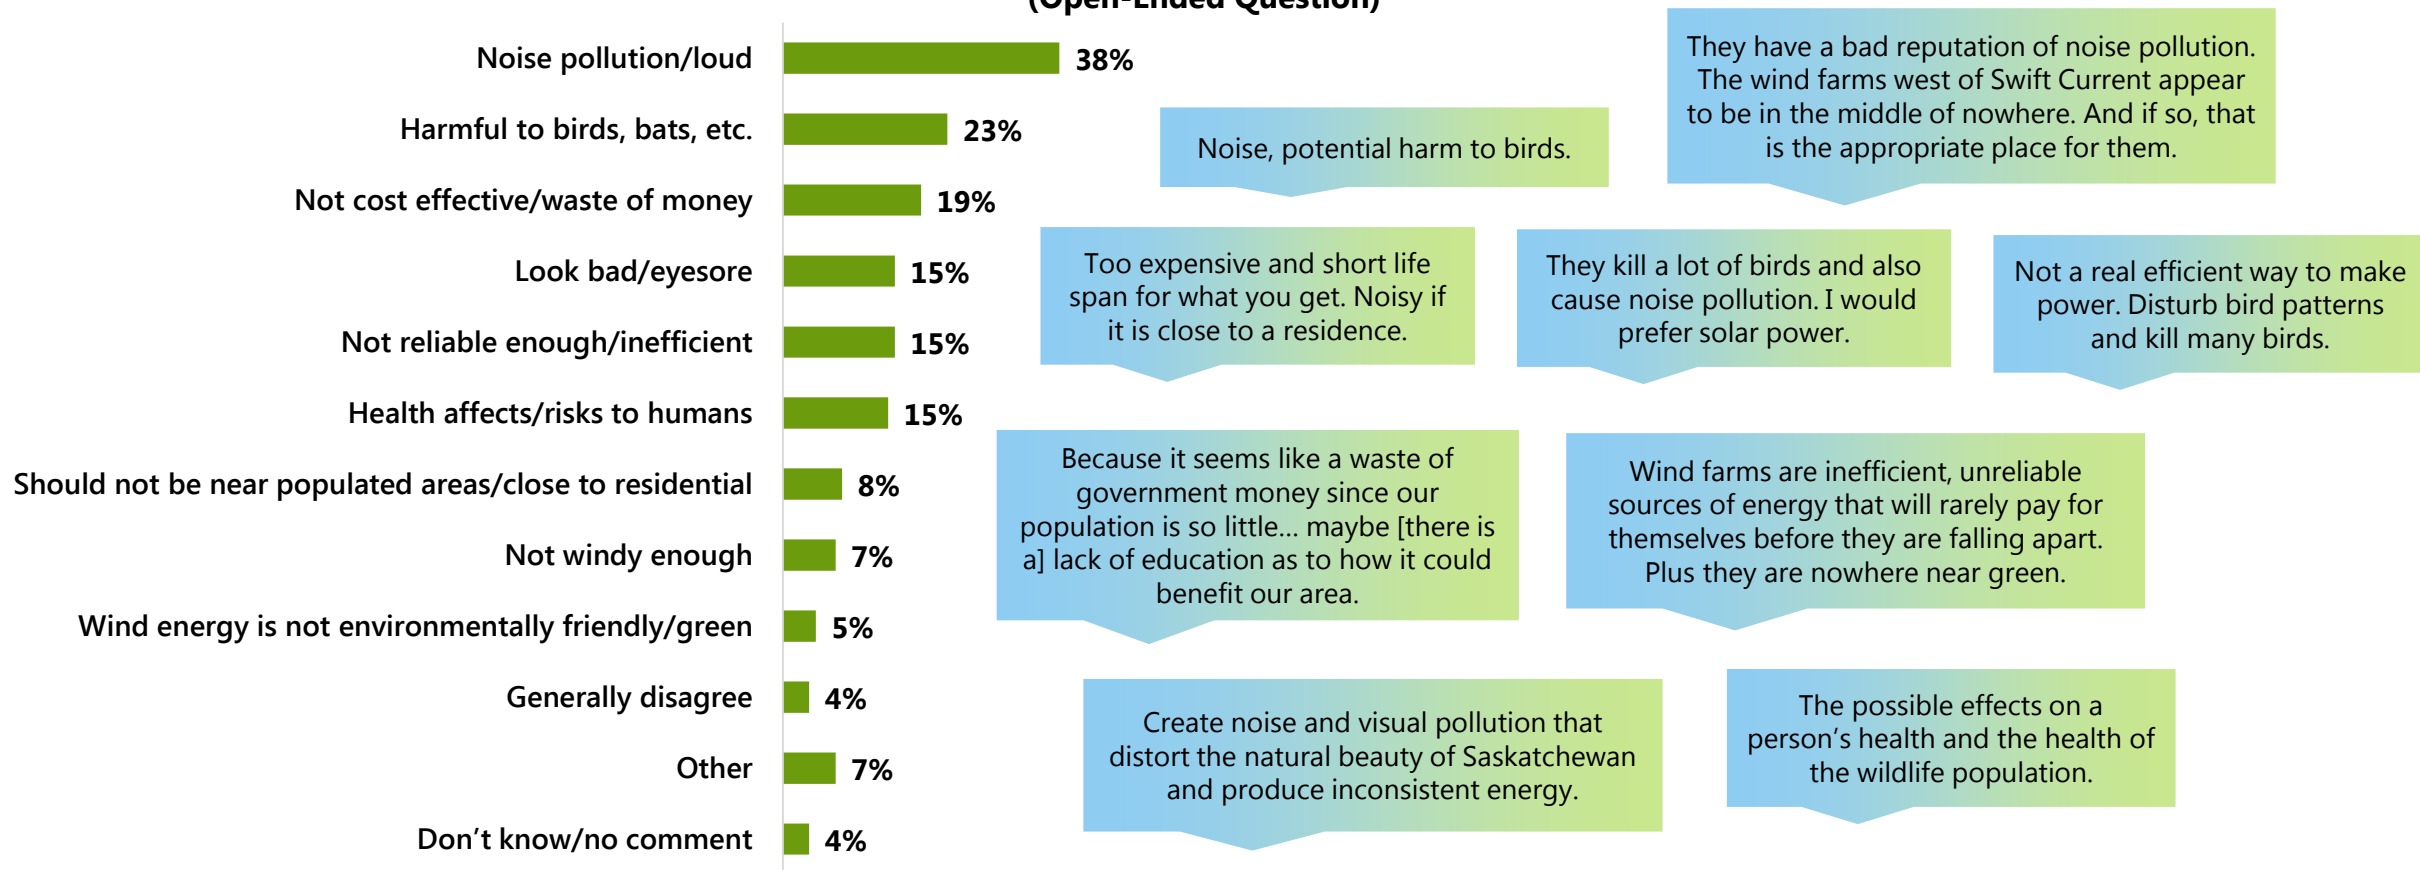 (Open-Ended Question)
Noise pollution/loud 38%
Harmful to birds, bats, etc. 23%
Not cost effective/waste of money 19%
Look bad/eyesore 15%
Not reliable enough/inefficient 15%
Health affects/risks to humans 15%
Should not be near populated areas/close to residential 8%
Not windy enough 7%
Wind energy is not environmentally friendly/green 5%
Generally disagree 4%
Other 7%
Don’t know/no comment 4%
They have a bad reputation of noise pollution.
The wind farms west of Swift Current appear
to be in the middle of nowhere. And if so, that
is the appropriate place for them.
Noise, potential harm to birds.
Too expensive and short life
span for what you get. Noisy if
it is close to a residence.
They kill a lot of birds and also
cause noise pollution. I would
prefer solar power.
Not a real efficient way to make
power. Disturb bird patterns
and kill many birds.
Because it seems like a waste of
government money since our
population is so little... maybe [there is
a] lack of education as to how it could
benefit our area.
Wind farms are inefficient, unreliable
sources of energy that will rarely pay for
themselves before they are falling apart.
Plus they are nowhere near green.
Create noise and visual pollution that
distort the natural beauty of Saskatchewan
and produce inconsistent energy.
The possible effects on a
person’s health and the health of
the wildlife population.